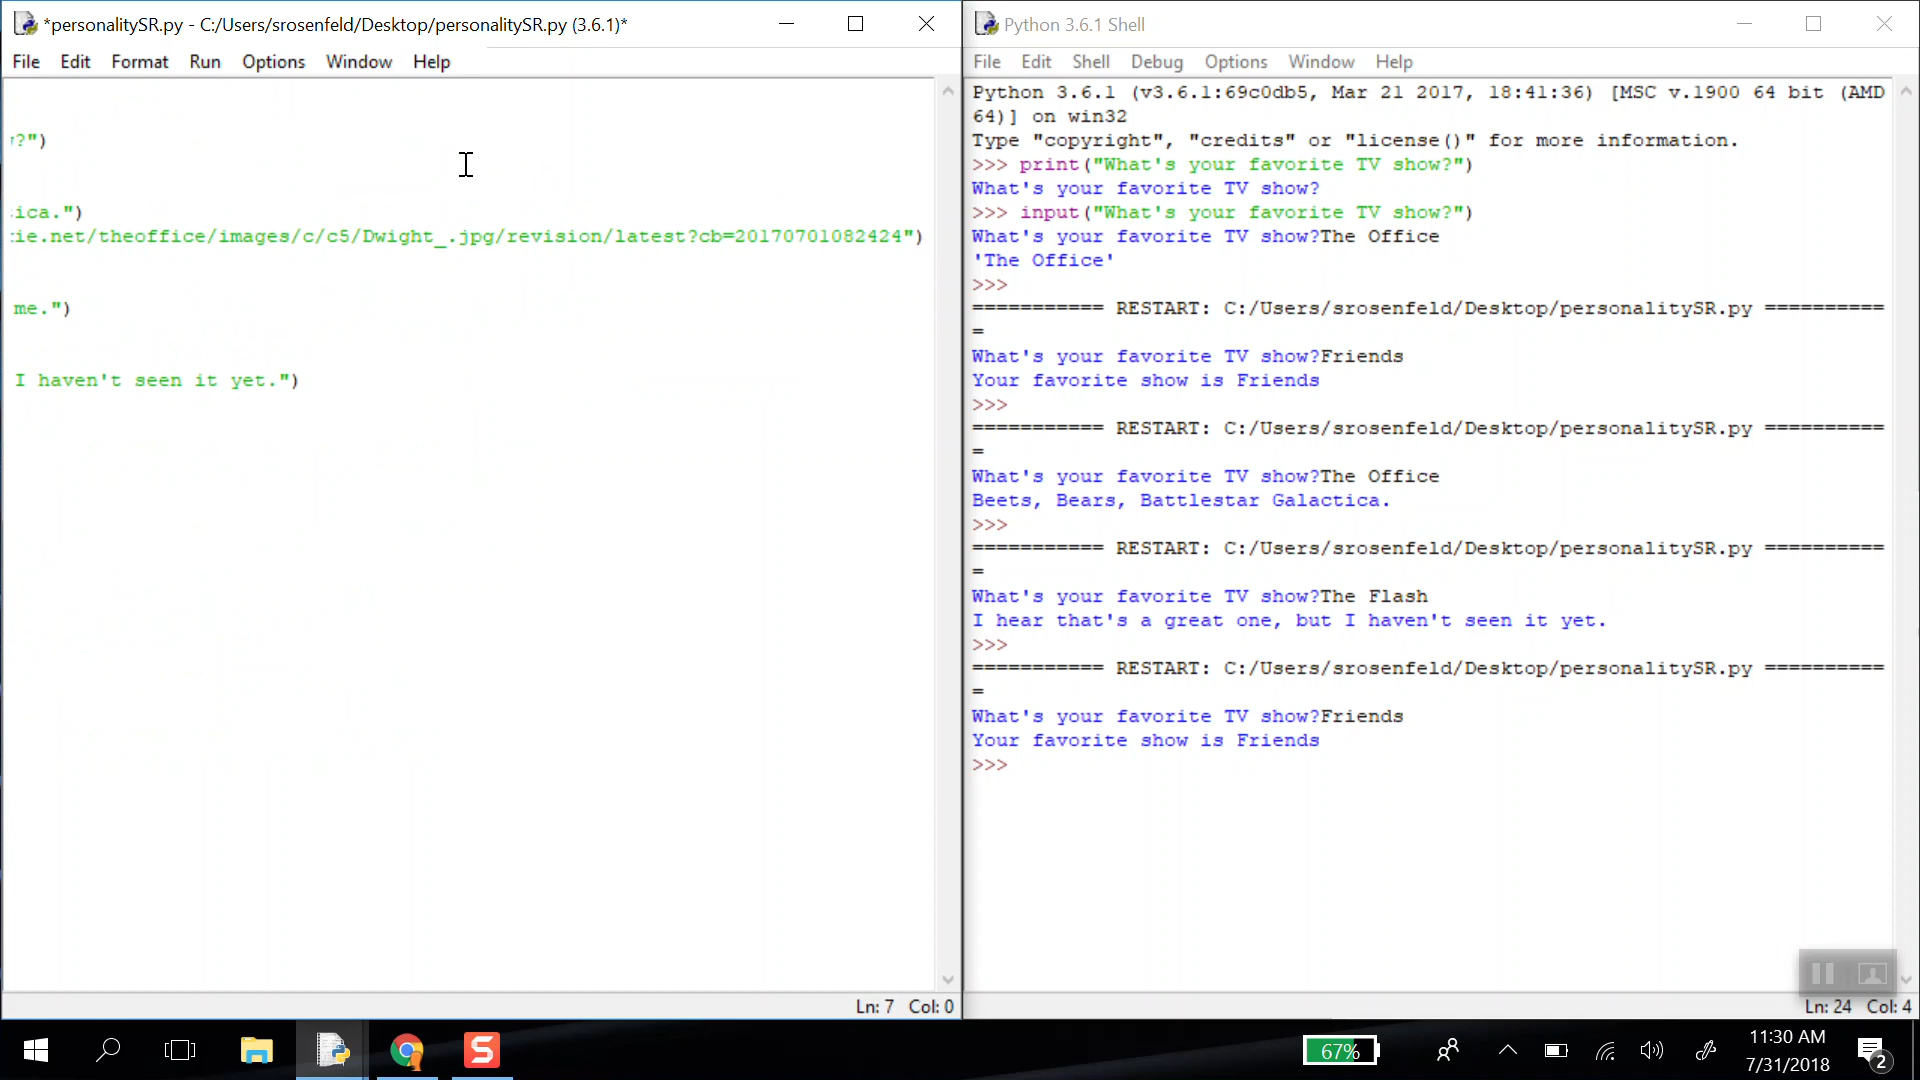 *personalitySR.py - C:/Users/srosenfeld/Desktop/personalitySR.py (3.6.1)*
File Edit Format Run Options Window Help
?")
ica.")
ie.net/theoffice/images/c/c5/Dwight_.jpg/revision/latest?cb=20170701082424")
me.")
I haven't seen it yet.")
Ln: 7 Col: 0
Python 3.6.1 Shell
File Edit Shell Debug Options Window Help
Python 3.6.1 (v3.6.1:69c0db5, Mar 21 2017, 18:41:36) [MSC v.1900 64 bit (AMD
64)] on win32
Type "copyright", "credits" or "license()" for more information.
>>> print("What's your favorite TV show?")
What's your favorite TV show?
>>> input("What's your favorite TV show?")
What's your favorite TV show?The Office
'The Office'
>>>
=========== RESTART: C:/Users/srosenfeld/Desktop/personalitySR.py ==========
=
What's your favorite TV show?Friends
Your favorite show is Friends
>>>
=========== RESTART: C:/Users/srosenfeld/Desktop/personalitySR.py ==========
=
What's your favorite TV show?The Office
Beets, Bears, Battlestar Galactica.
>>>
=========== RESTART: C:/Users/srosenfeld/Desktop/personalitySR.py ==========
=
What's your favorite TV show?The Flash
I hear that's a great one, but I haven't seen it yet.
>>>
=========== RESTART: C:/Users/srosenfeld/Desktop/personalitySR.py ==========
=
What's your favorite TV show?Friends
Your favorite show is Friends
>>>
Ln: 24 Col: 4
S
67%
11:30 AM
7/31/2018
2